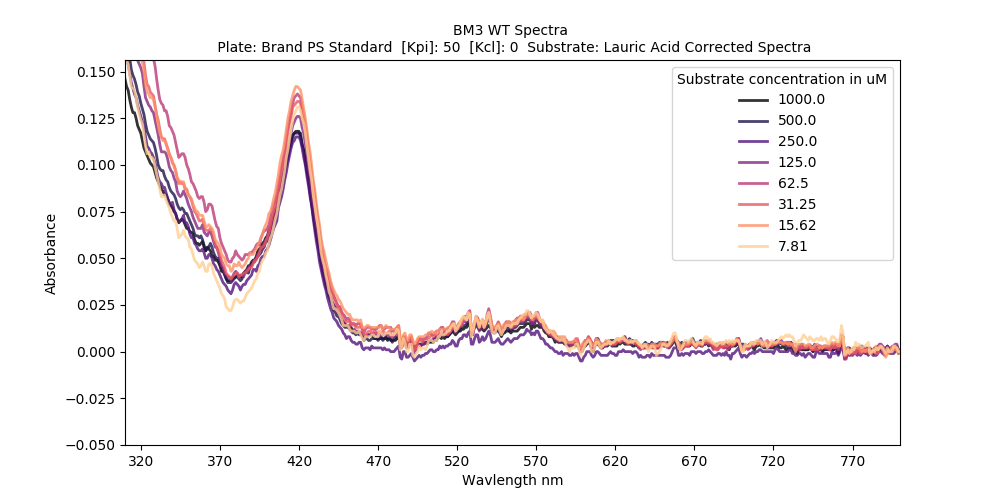 BM3 WT Spectra
Plate: Brand PS Standard  [Kpi]: 50  [Kcl]: 0  Substrate: Lauric Acid Corrected Spectra
Absorbance
0.150
0.125
0.100
0.075
0.050
0.025
0.000
−0.025
−0.050
Substrate concentration in uM
1000.0
500.0
250.0
125.0
62.5
31.25
15.62
7.81
320 370 420 470 520 570 620 670 720 770
Wavlength nm